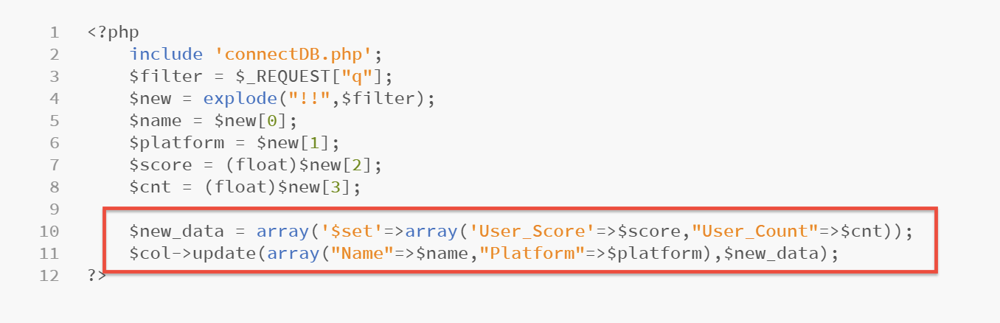 1 <?php
2 include 'connectDB.php';
3 $filter = $_REQUEST["q"];
4 $new = explode("!!",$filter);
5 $name = $new[0];
6 $platform = $new[1];
7 $score = (float)$new[2];
8 $cnt = (float)$new[3];
9
10 $new_data = array('$set'=>array('User_Score'=>$score,"User_Count"=>$cnt));
11 $col->update(array("Name"=>$name,"Platform"=>$platform),$new_data);
12 ?>